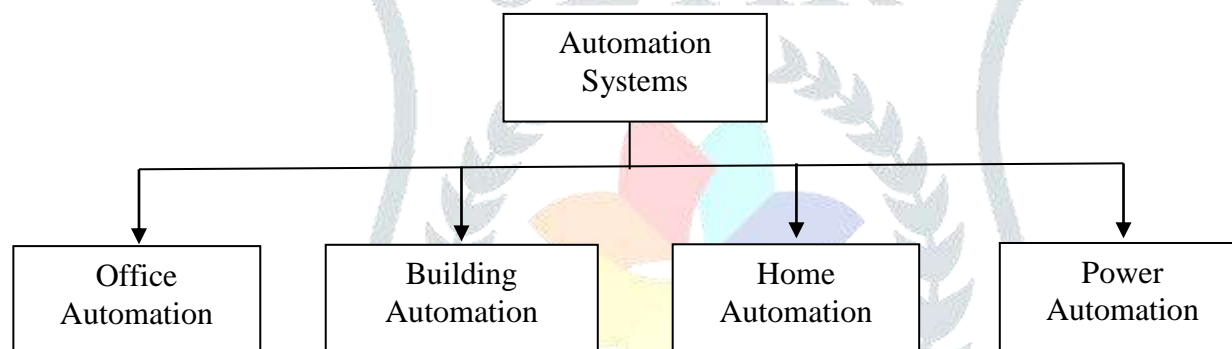 Automation
Systems
Office
Automation
Building
Automation
Home
Automation
Power
Automation